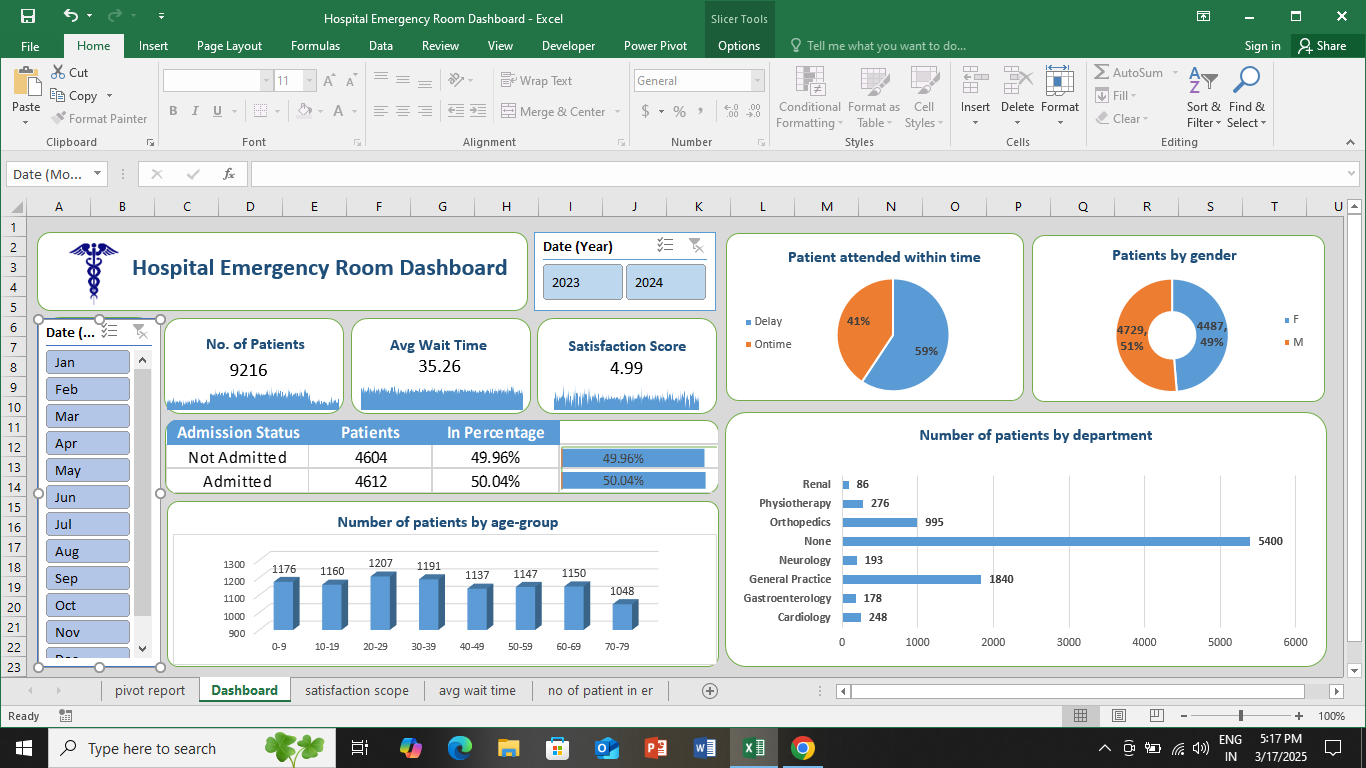 Hospital Emergency Room Dashboard - Excel
Slicer Tools
File Home Insert Page Layout Formulas Data Review View Developer Power Pivot Options Tell me what you want to do... Sign in Share
Paste
Cut
Copy
Format Painter
Clipboard
11
B I U
A
Font
Wrap Text
Merge & Center
Alignment
General
$ % ,
Number
Conditional Formatting
Format as Table
Cell Styles
Styles
Insert Delete Format
Cells
AutoSum
Fill
Clear
Sort & Filter
Find & Select
Editing
Date (Mo...
fx
A B C D E F G H I J K L M N O P Q R S T U
1
2
3
4
5
6
7
8
9
10
11
12
13
14
15
16
17
18
19
20
21
22
23
Hospital Emergency Room Dashboard
Date (Year)
2023 2024
Date (...
Jan
Feb
Mar
Apr
May
Jun
Jul
Aug
Sep
Oct
Nov
No. of Patients
9216
Avg Wait Time
35.26
Satisfaction Score
4.99
Admission Status Patients In Percentage
Not Admitted 4604 49.96% 49.96%
Admitted 4612 50.04% 50.04%
Number of patients by age-group
1300
1200
1100
1000
900
1176 1160 1207 1191 1137 1147 1150 1048
0-9 10-19 20-29 30-39 40-49 50-59 60-69 70-79
Patient attended within time
Delay
Ontime
41%
59%
Patients by gender
4729, 51%
4487, 49%
F
M
Number of patients by department
Renal 86
Physiotherapy 276
Orthopedics 995
None 5400
Neurology 193
General Practice 1840
Gastroenterology 178
Cardiology 248
0 1000 2000 3000 4000 5000 6000
pivot report Dashboard satisfaction scope avg wait time no of patient in er
Ready
100%
Type here to search
ENG
IN
5:17 PM
3/17/2025